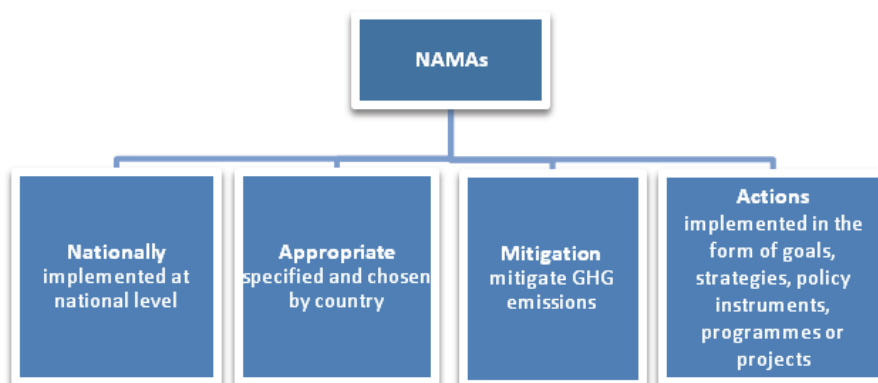 NAMAs
Nationally
implemented at
national level
Appropriate
specified and chosen
by country
Mitigation
mitigate GHG
emissions
Actions
implemented in the
form of goals,
strategies, policy
instruments,
programmes or
projects